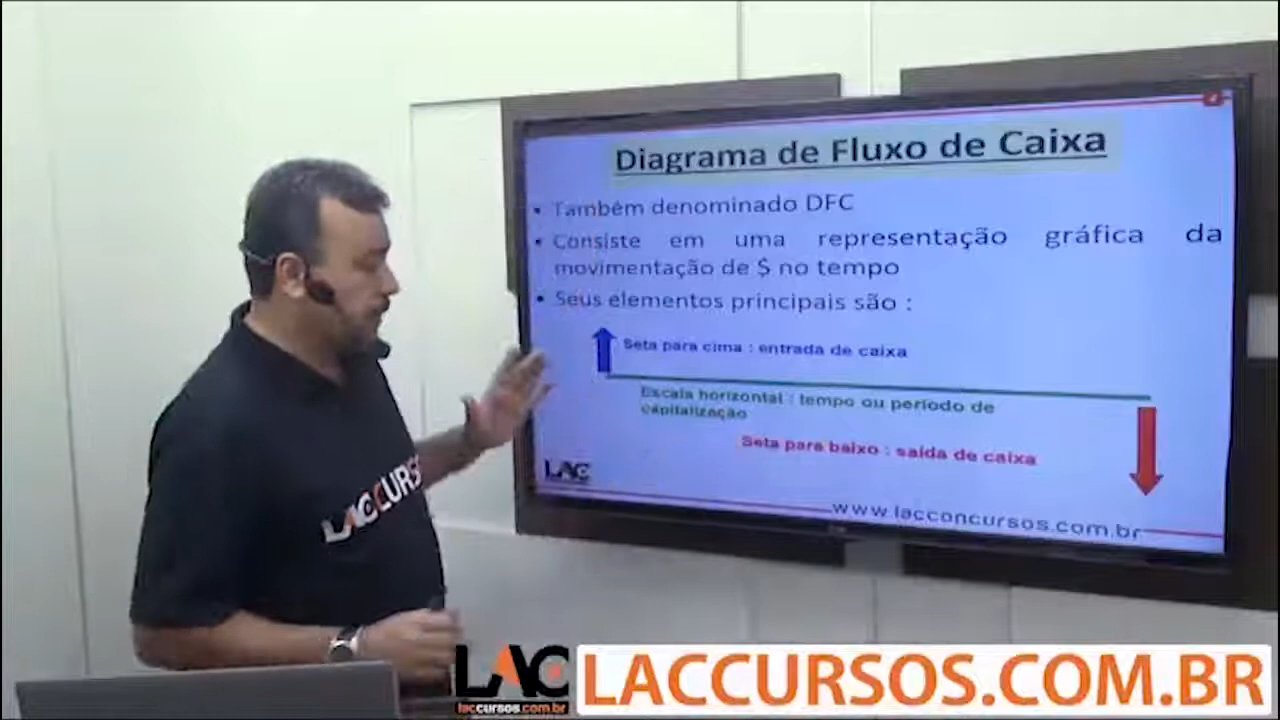 Diagrama de Fluxo de Caixa
• Também denominado DFC
• Consiste em uma representação gráfica da
movimentação de $ no tempo
• Seus elementos principais são :
Seta para cima : entrada de caixa
Escala horizontal : tempo ou período de
capitalização
Seta para baixo : saída de caixa
LAC
www.lacconcursos.com.br
LACCURS
LAC
laccursos.com.br
LACCURSOS.COM.BR